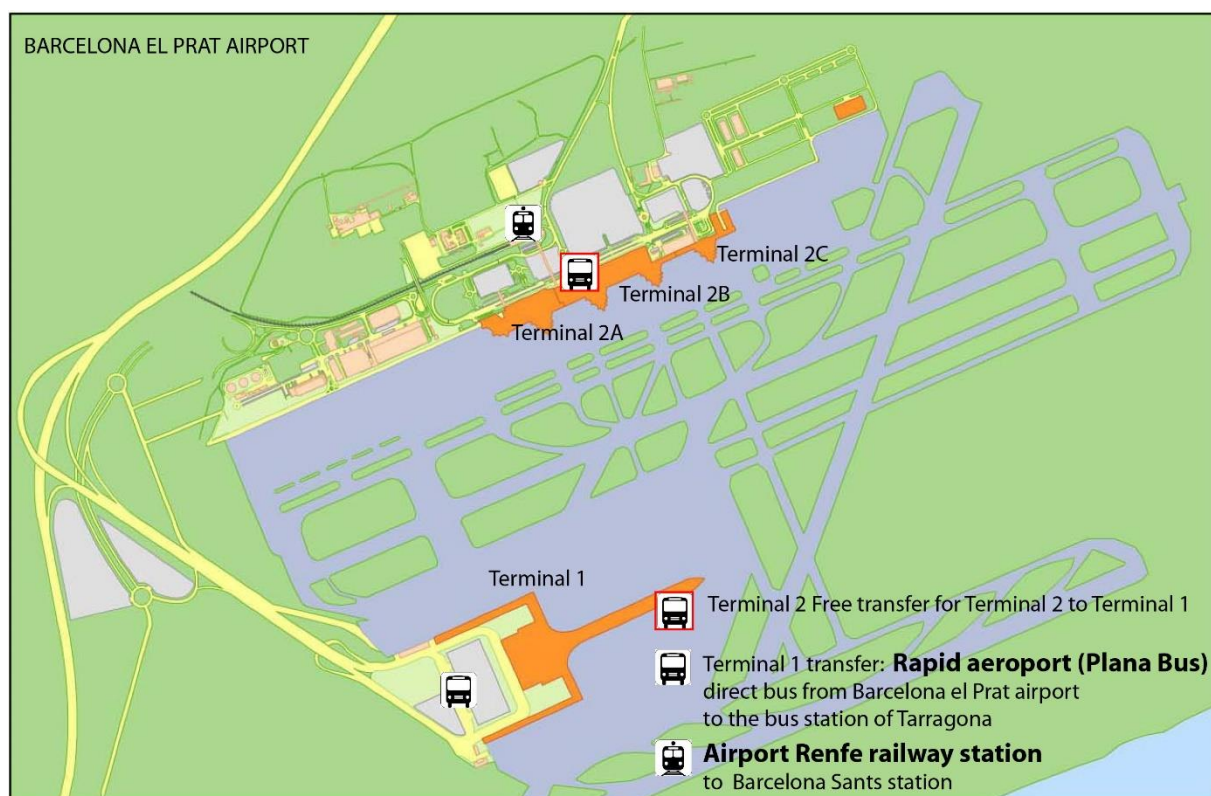 BARCELONA EL PRAT AIRPORT
Terminal 2C
Terminal 2B
Terminal 2A
Terminal 1
Terminal 2 Free transfer for Terminal 2 to Terminal 1
Terminal 1 transfer: Rapid aeroport (Plana Bus)
direct bus from Barcelona el Prat airport
to the bus station of Tarragona
Airport Renfe railway station
to Barcelona Sants station